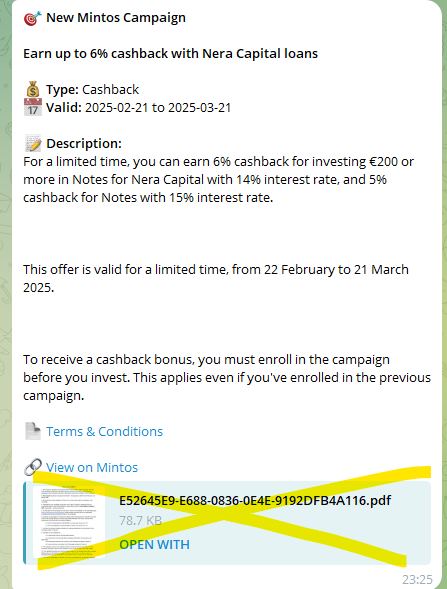 New Mintos Campaign
Earn up to 6% cashback with Nera Capital loans
Type: Cashback
17 Valid: 2025-02-21 to 2025-03-21
Description:
For a limited time, you can earn 6% cashback for investing €200 or
more in Notes for Nera Capital with 14% interest rate, and 5%
cashback for Notes with 15% interest rate.
This offer is valid for a limited time, from 22 February to 21 March
2025.
To receive a cashback bonus, you must enroll in the campaign
before you invest. This applies even if you've enrolled in the previous
campaign.
Terms & Conditions
View on Mintos
E52645E9-E688-0836-0E4E-9192DFB4A116.pdf
78.7 KB
OPEN WITH
23:25